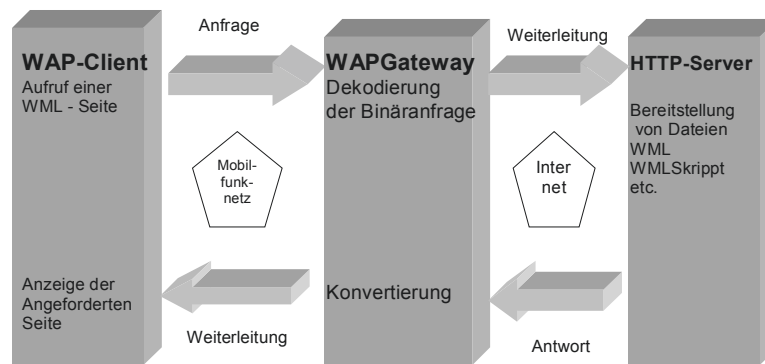 Anfrage
WAP-Client
Aufruf einer
WML - Seite
WAPGateway
Dekodierung
der Binäranfrage
Weiterleitung
HTTP-Server
Bereitstellung
von Dateien
WML
WMLSkrippt
etc.
Mobil-
funk-
netz
Inter
net
Anzeige der
Angeforderten
Seite
Weiterleitung
Konvertierung
Antwort